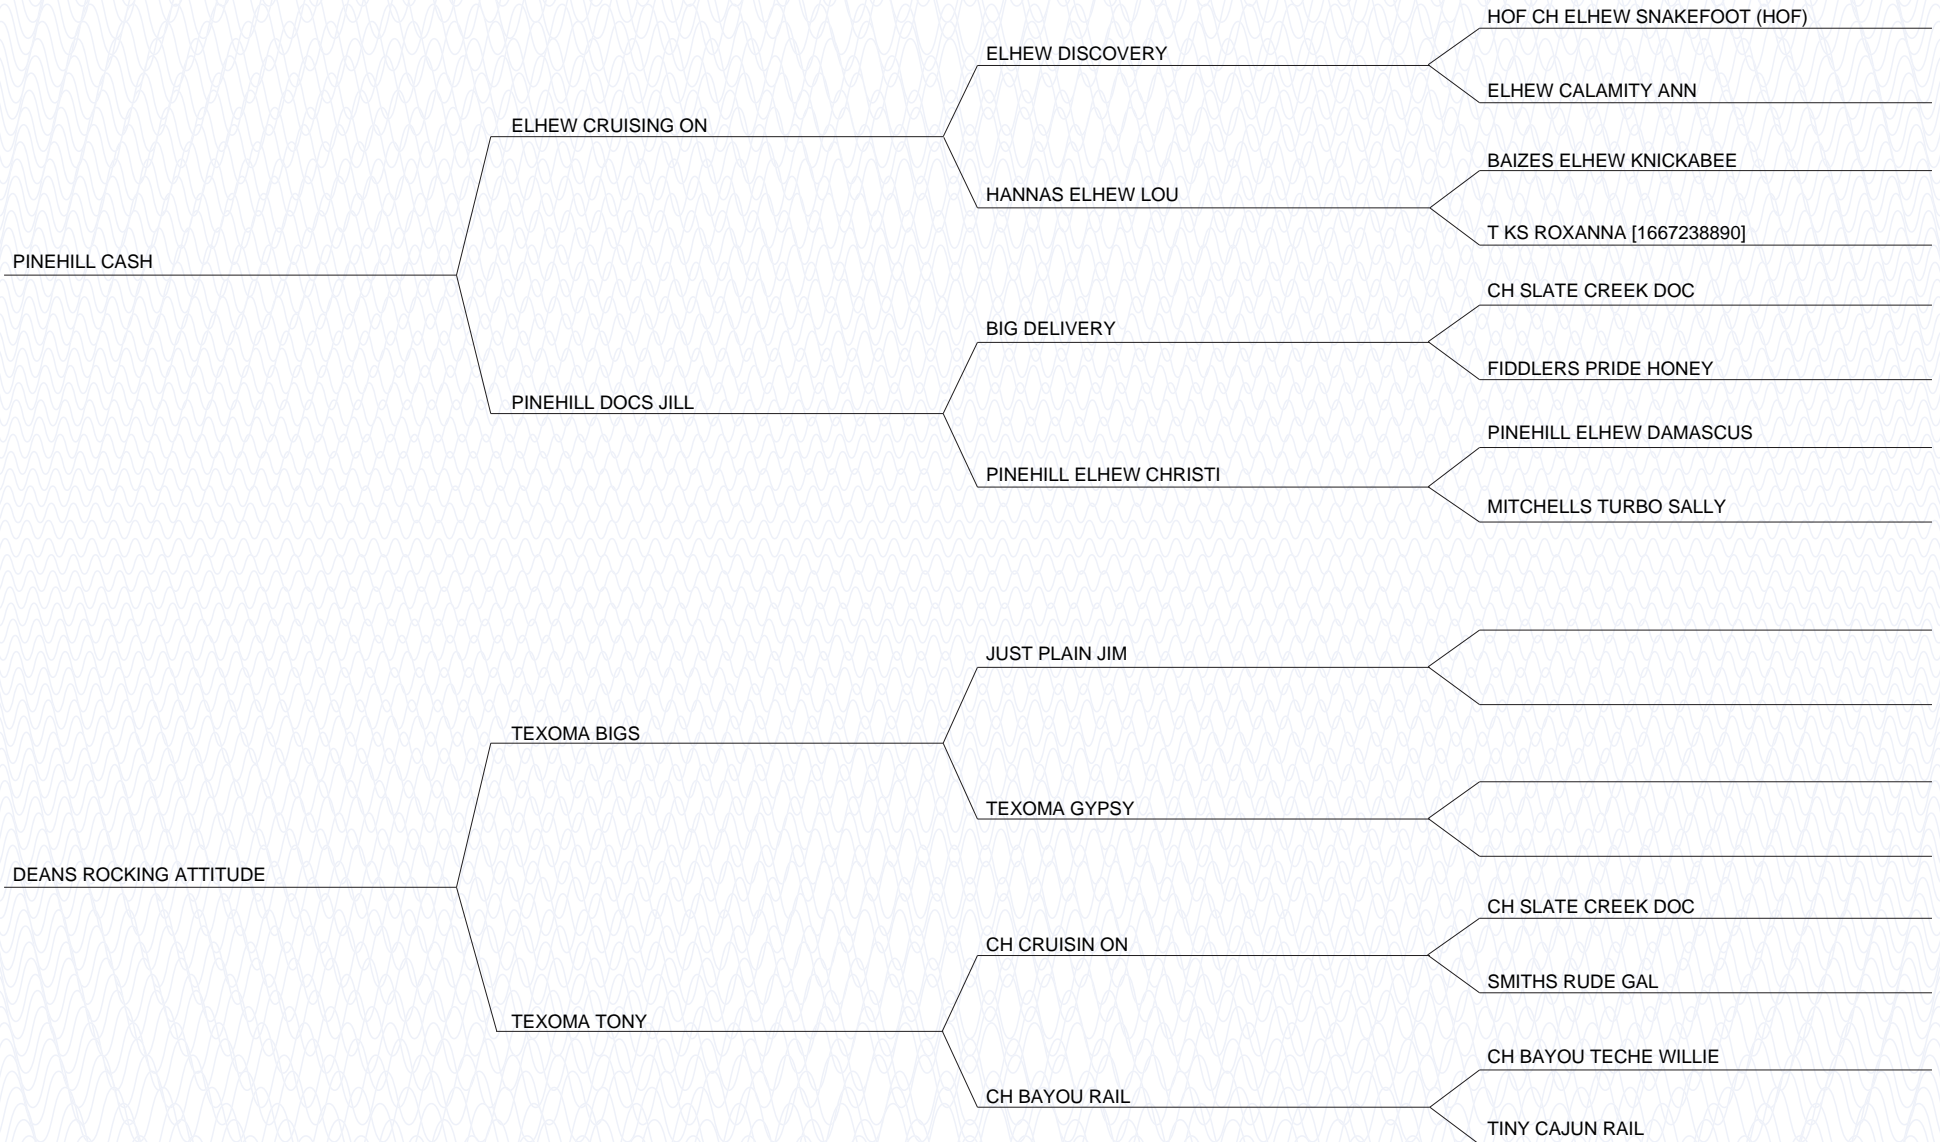 HOF CH ELHEW SNAKEFOOT (HOF)
ELHEW DISCOVERY
ELHEW CALAMITY ANN
ELHEW CRUISING ON
BAIZES ELHEW KNICKABEE
HANNAS ELHEW LOU
T KS ROXANNA [1667238890]
PINEHILL CASH
CH SLATE CREEK DOC
BIG DELIVERY
FIDDLERS PRIDE HONEY
PINEHILL DOCS JILL
PINEHILL ELHEW DAMASCUS
PINEHILL ELHEW CHRISTI
MITCHELLS TURBO SALLY
JUST PLAIN JIM
TEXOMA BIGS
TEXOMA GYPSY
DEANS ROCKING ATTITUDE
CH SLATE CREEK DOC
CH CRUISIN ON
SMITHS RUDE GAL
TEXOMA TONY
CH BAYOU TECHE WILLIE
CH BAYOU RAIL
TINY CAJUN RAIL